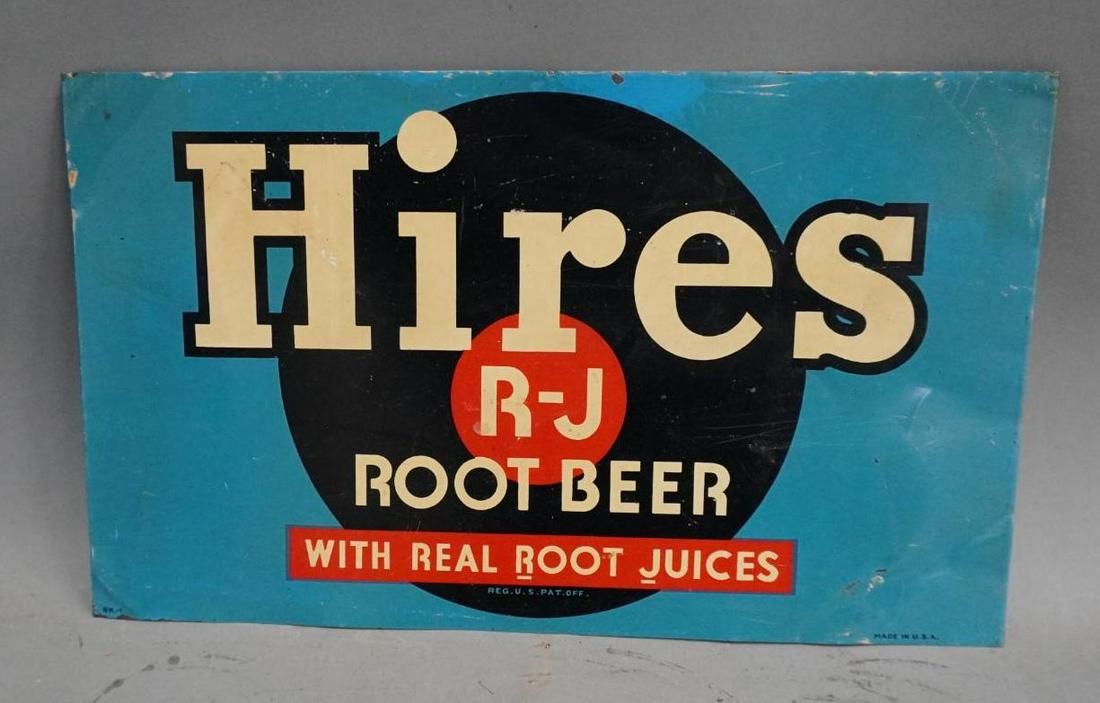 Hires
R-J
ROOT BEER
WITH REAL ROOT JUICES
REG.U.S.PAT.OFF.
MADE IN U.S.A.